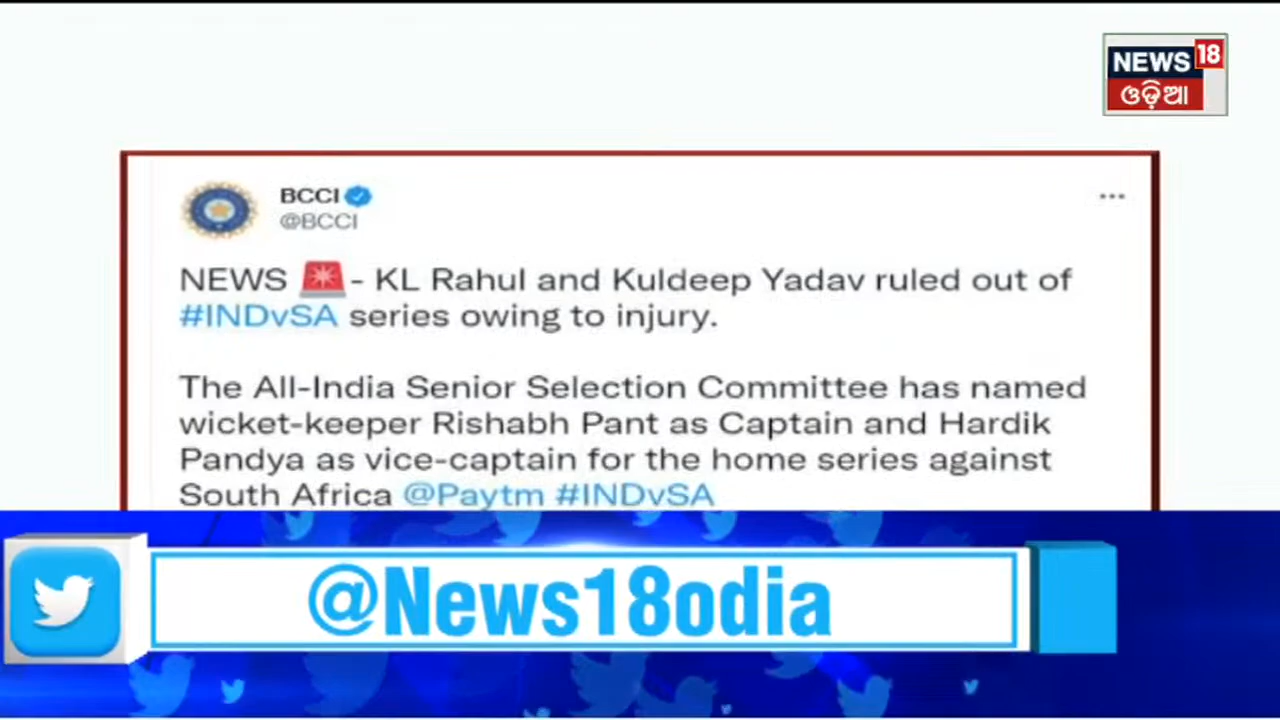 NEWS 18
ଓଡ଼ିଆ
BCCI
@BCCI
NEWS 🚨 - KL Rahul and Kuldeep Yadav ruled out of
#INDvSA series owing to injury.
The All-India Senior Selection Committee has named
wicket-keeper Rishabh Pant as Captain and Hardik
Pandya as vice-captain for the home series against
South Africa @Paytm #INDvSA
@News18odia